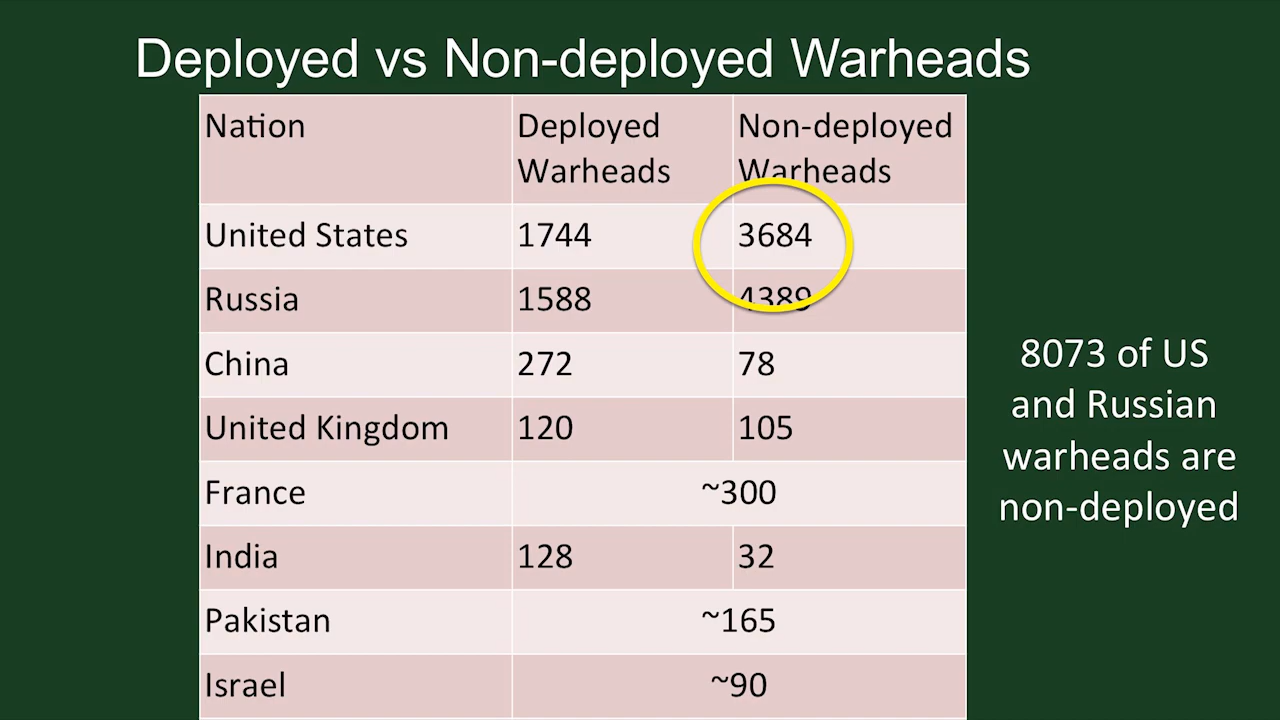 Deployed vs Non-deployed Warheads
Nation Deployed Warheads Non-deployed Warheads
United States 1744 3684
Russia 1588 4389
China 272 78
United Kingdom 120 105
France ~300
India 128 32
Pakistan ~165
Israel ~90
8073 of US
and Russian
warheads are
non-deployed